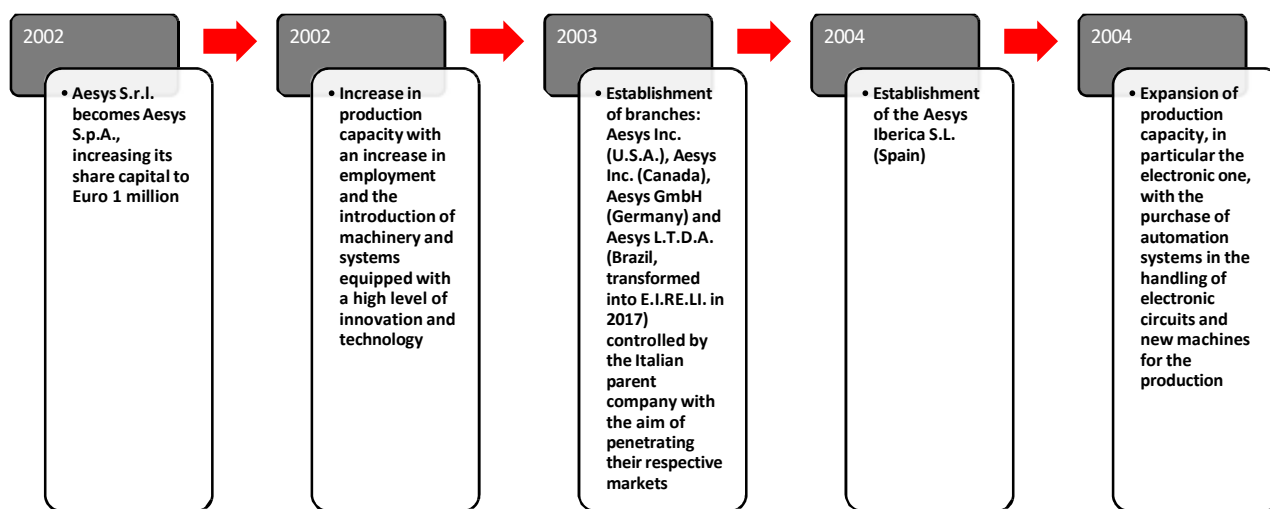 2002
• Aesys S.r.l.
becomes Aesys
S.p.A.,
increasing its
share capital to
Euro 1 million
2002
• Increase in
production
capacity with
an increase in
employment
and the
introduction of
machinery and
systems
equipped with
a high level of
innovation and
technology
2003
• Establishment
of branches:
Aesys Inc.
(U.S.A.), Aesys
Inc. (Canada),
Aesys GmbH
(Germany) and
Aesys L.T.D.A.
(Brazil,
transformed
into E.I.RE.LI. in
2017)
controlled by
the Italian
parent
company with
the aim of
penetrating
their respective
markets
2004
• Establishment
of the Aesys
Iberica S.L.
(Spain)
2004
• Expansion of
production
capacity, in
particular the
electronic one,
with the
purchase of
automation
systems in the
handling of
electronic
circuits and
new machines
for the
production